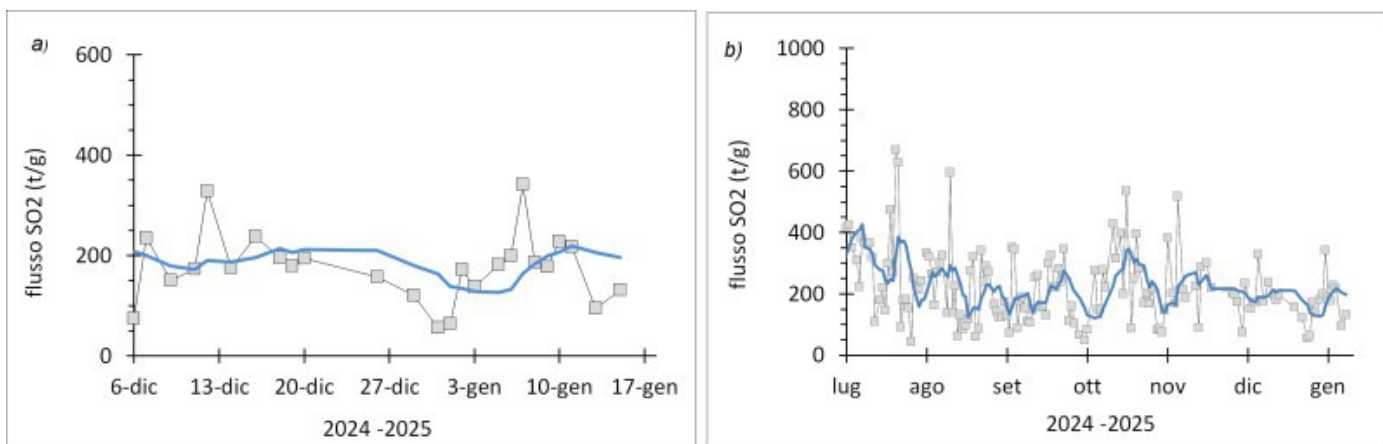 a)
flusso SO2 (t/g)
600
400
200
0
6-dic 13-dic 20-dic 27-dic 3-gen 10-gen 17-gen
2024 -2025
b)
flusso SO2 (t/g)
1000
800
600
400
200
0
lug ago set ott nov dic gen
2024 -2025